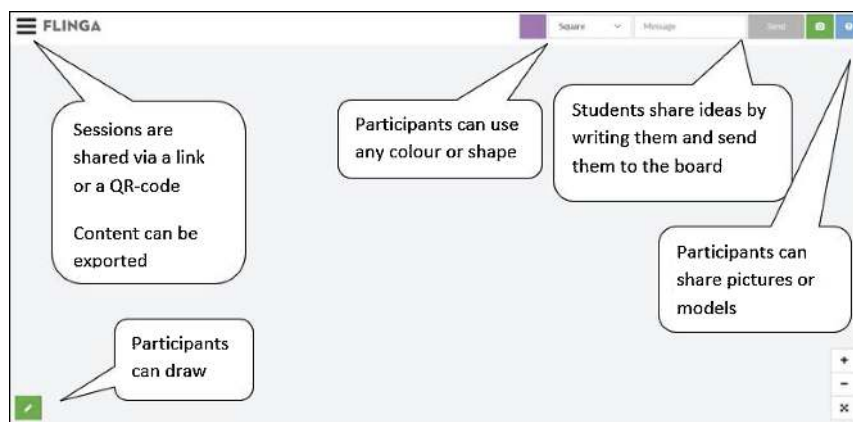 FLINGA
Square
Message
Send
Sessions are
shared via a link
or a QR-code
Content can be
exported
Participants can use
any colour or shape
Students share ideas by
writing them and send
them to the board
Participants can
share pictures or
models
Participants
can draw